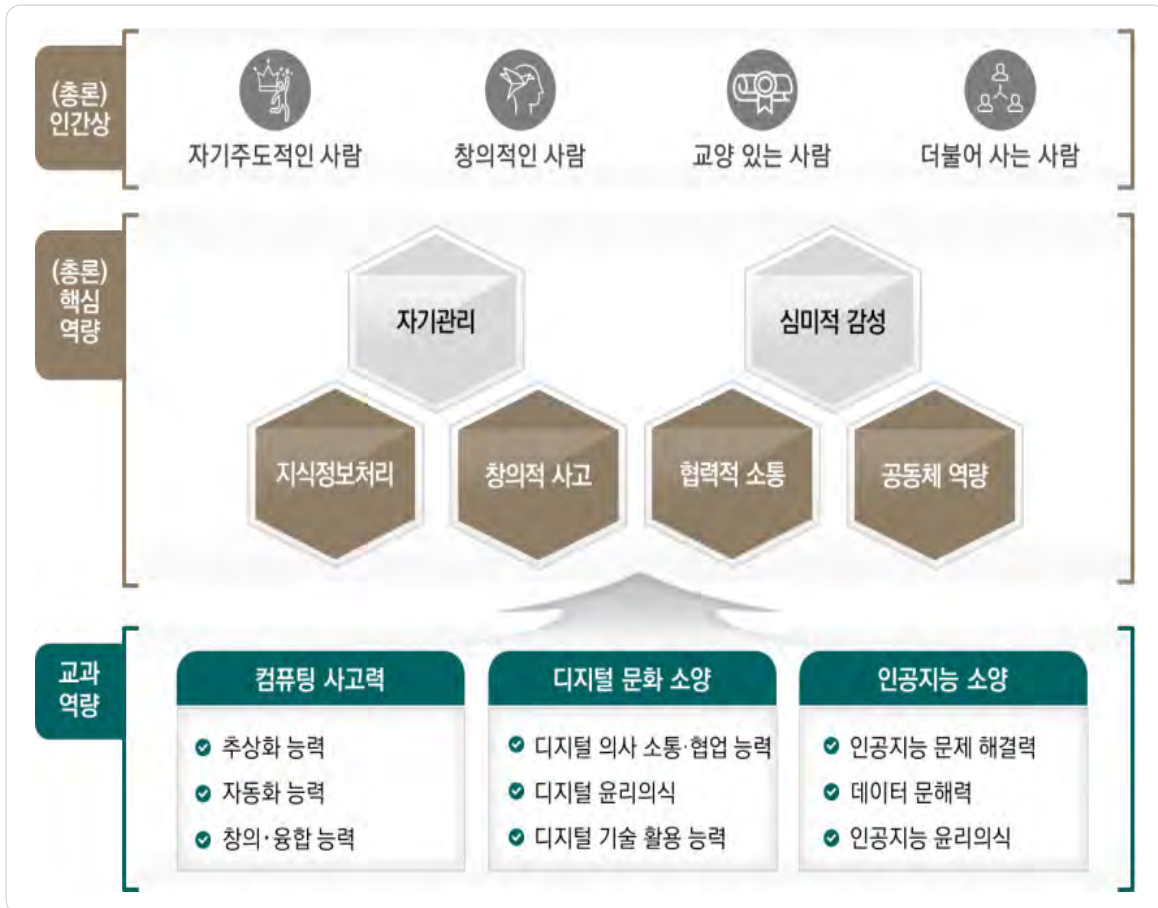 (총론)
인간상
자기주도적인 사람
창의적인 사람
교양 있는 사람
더불어 사는 사람
(총론)
핵심
역량
자기관리
심미적 감성
지식정보처리
창의적 사고
협력적 소통
공동체 역량
교과
역량
컴퓨팅 사고력
추상화 능력
자동화 능력
창의·융합 능력
디지털 문화 소양
디지털 의사 소통·협업 능력
디지털 윤리의식
디지털 기술 활용 능력
인공지능 소양
인공지능 문제 해결력
데이터 문해력
인공지능 윤리의식